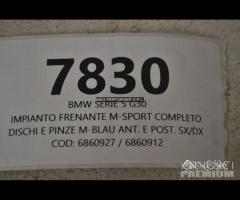 7830
BMW SERIE 5 G30
IMPIANTO FRENANTE M-SPORT COMPLETO
DISCHI E PINZE M-BLAU ANT. E POST. SX/DX
COD: 6860927 / 6860912
PREMIUM